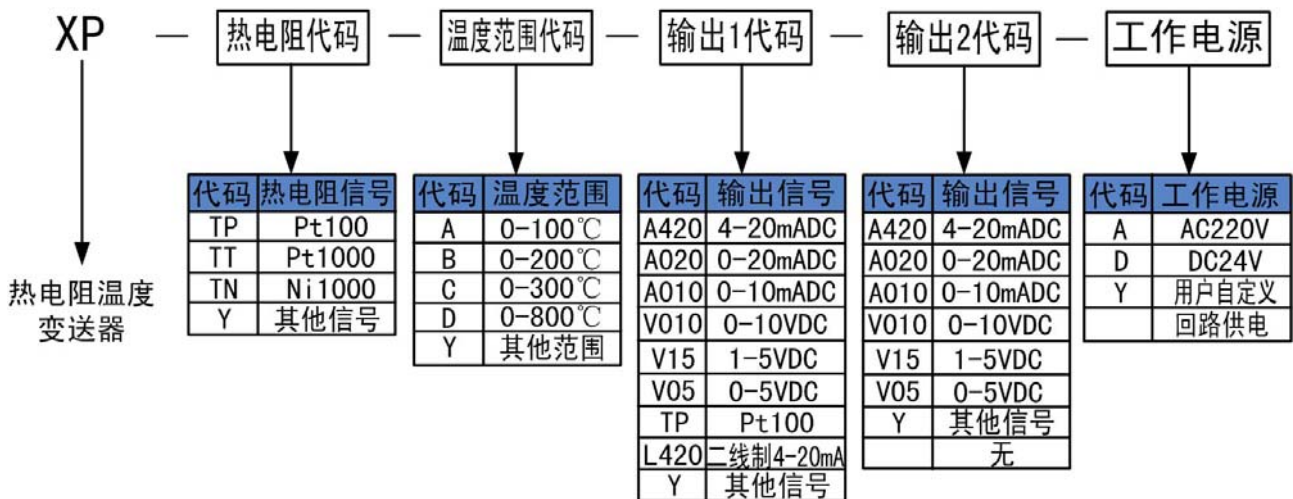 XP — 热电阻代码 — 温度范围代码 — 输出1代码 — 输出2代码 — 工作电源
热电阻温度
变送器
代码 热电阻信号
TP Pt100
TT Pt1000
TN Ni1000
Y 其他信号
代码 温度范围
A 0-100℃
B 0-200℃
C 0-300℃
D 0-800℃
Y 其他范围
代码 输出信号
A420 4-20mADC
A020 0-20mADC
A010 0-10mADC
V010 0-10VDC
V15 1-5VDC
V05 0-5VDC
TP Pt100
L420 二线制4-20mA
Y 其他信号
代码 输出信号
A420 4-20mADC
A020 0-20mADC
A010 0-10mADC
V010 0-10VDC
V15 1-5VDC
V05 0-5VDC
Y 其他信号
无
代码 工作电源
A AC220V
D DC24V
Y 用户自定义
回路供电